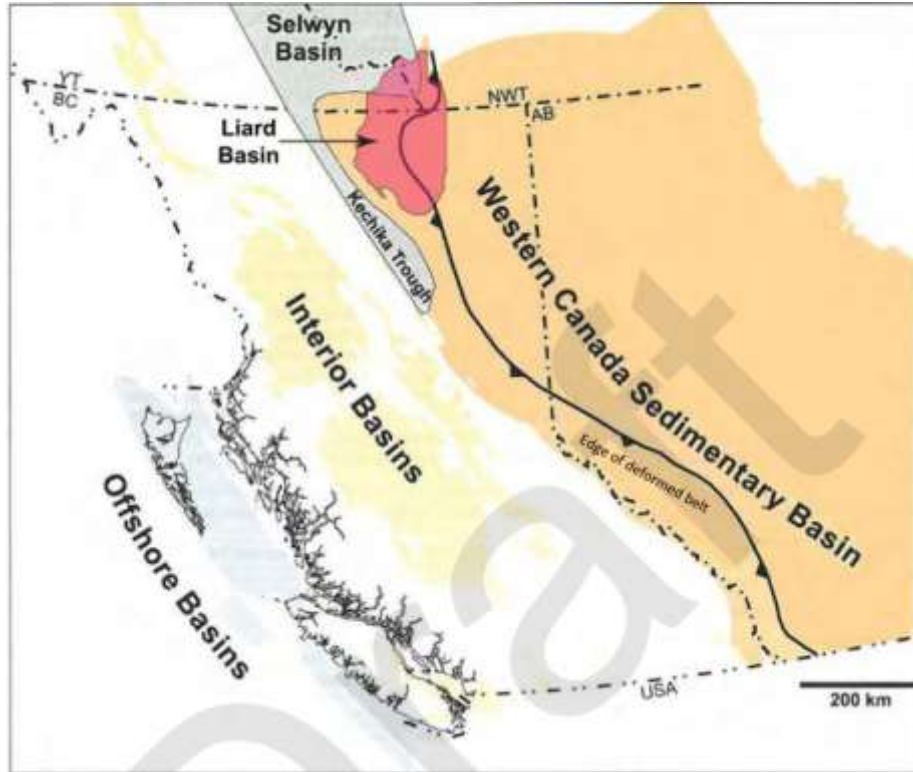 Selwyn
Basin
YT
BC
NWT
AB
Liard
Basin
Kechika Trough
Western Canada Sedimentary Basin
Interior Basins
Edge of deformed belt
Offshore Basins
USA
200 km
Draft